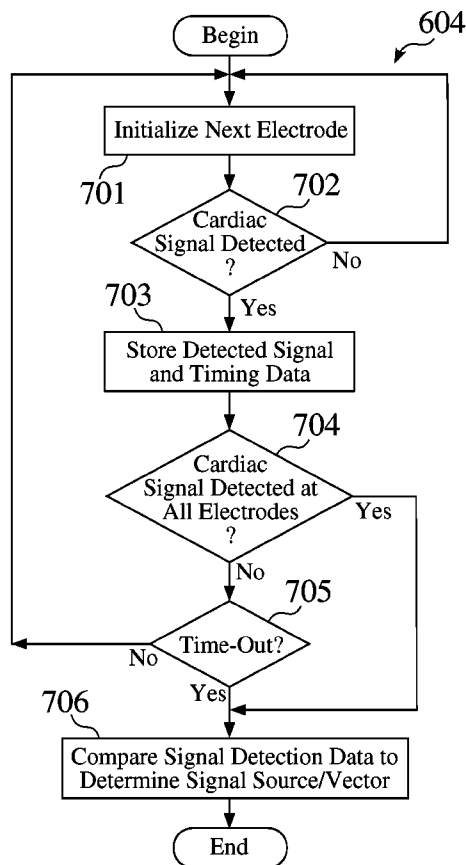 Begin
604
Initialize Next Electrode
701
702
Cardiac
Signal Detected
?
No
Yes
703
Store Detected Signal
and Timing Data
704
Cardiac
Signal Detected at
All Electrodes
?
Yes
No
705
Time-Out?
No
Yes
706
Compare Signal Detection Data to
Determine Signal Source/Vector
End